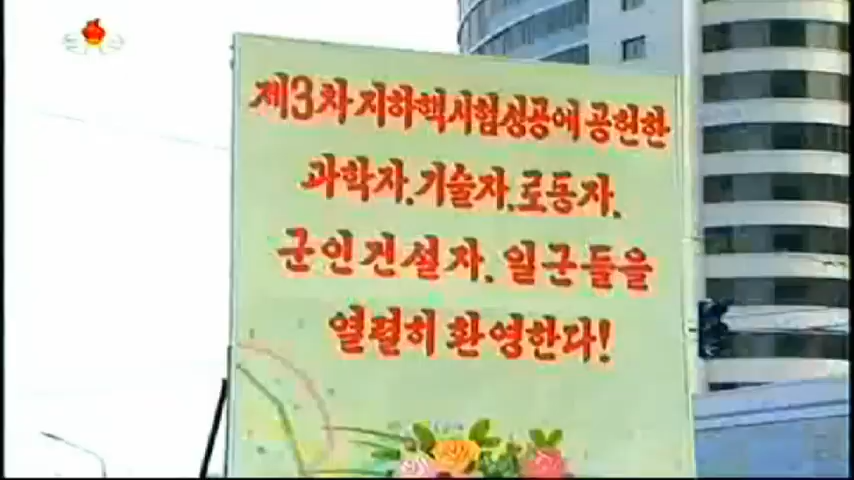 제3차 지하핵시험성공에 공헌한
과학자, 기술자, 로동자,
군인건설자, 일군들을
열렬히 환영한다!